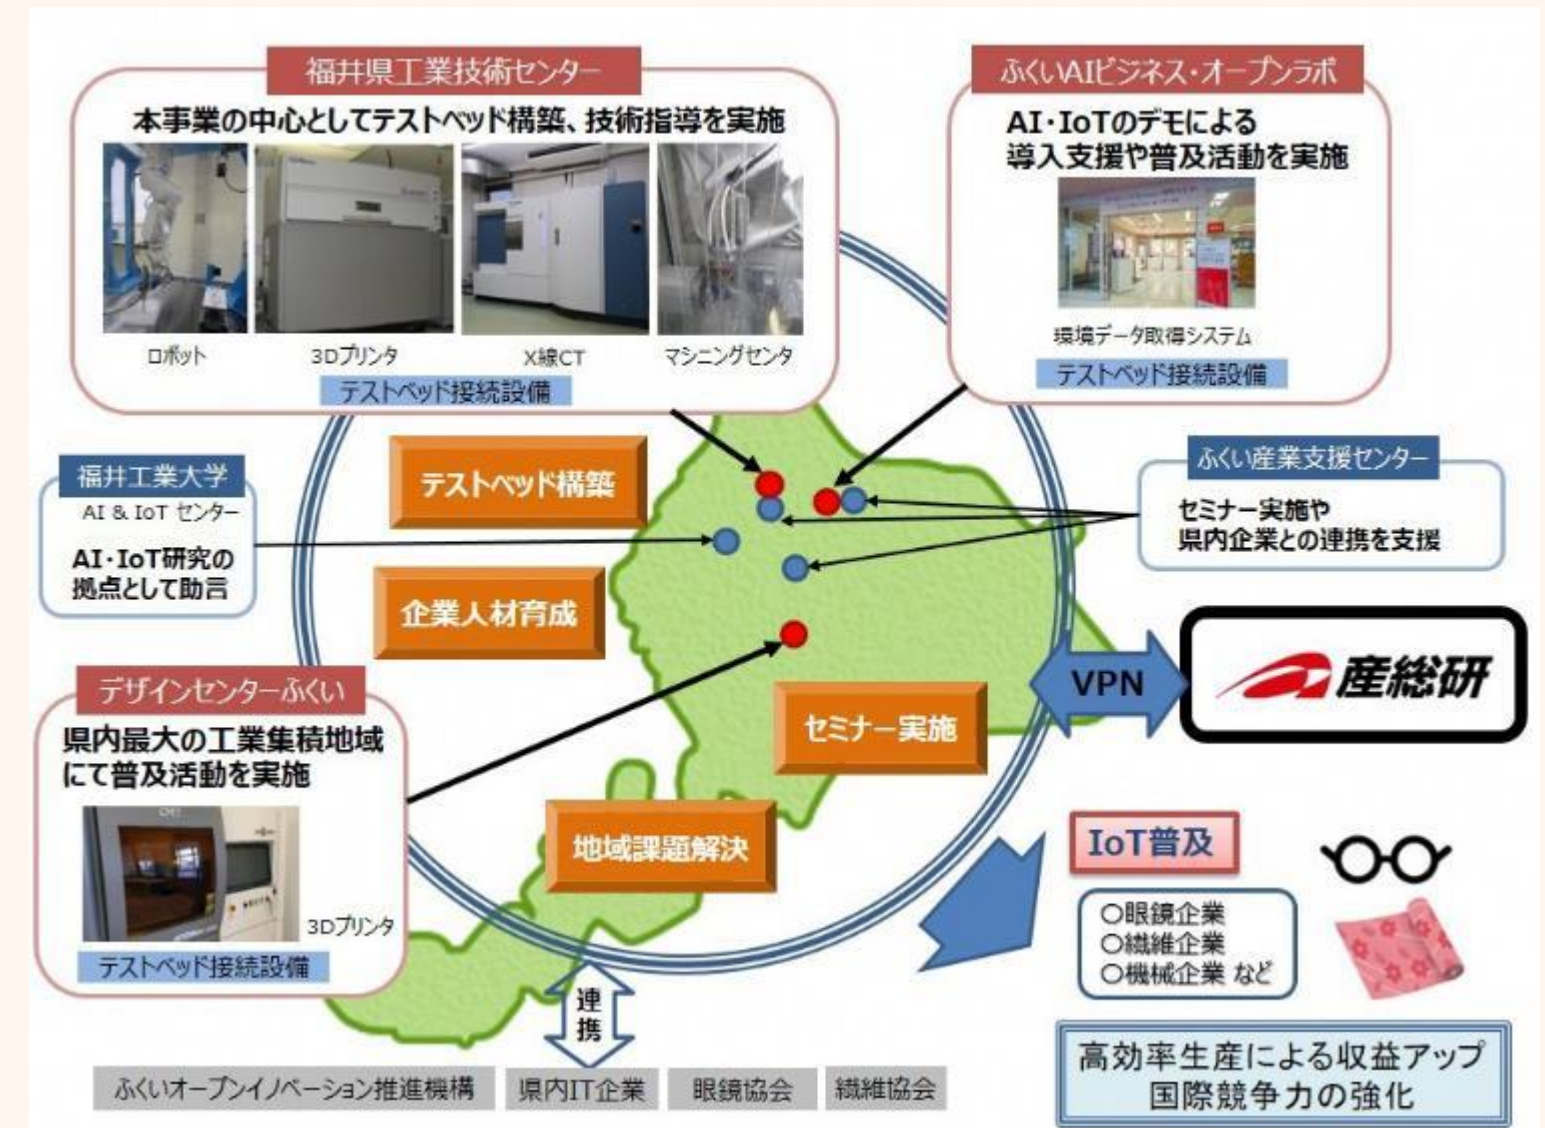 福井県工業技術センター
本事業の中心としてテストベッド構築、技術指導を実施
ロボット
3Dプリンタ
X線CT
マシニングセンタ
テストベッド接続設備
ふくいAIビジネス・オープンラボ
AI・IoTのデモによる
導入支援や普及活動を実施
環境データ取得システム
テストベッド接続設備
福井工業大学
AI & IoT センター
AI・IoT研究の
拠点として助言
テストベッド構築
企業人材育成
ふくい産業支援センター
セミナー実施や
県内企業との連携を支援
デザインセンターふくい
県内最大の工業集積地域
にて普及活動を実施
3Dプリンタ
テストベッド接続設備
セミナー実施
地域課題解決
VPN
産総研
IoT普及
〇眼鏡企業
〇繊維企業
〇機械企業 など
連
携
ふくいオープンイノベーション推進機構
県内IT企業
眼鏡協会
繊維協会
高効率生産による収益アップ
国際競争力の強化